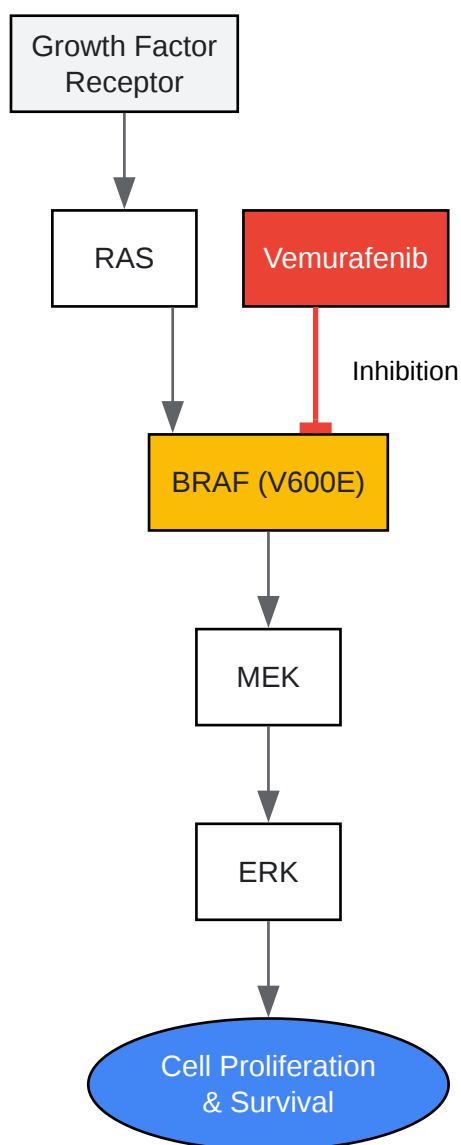 Growth Factor
Receptor
RAS
Vemurafenib
Inhibition
BRAF (V600E)
MEK
ERK
Cell Proliferation
& Survival